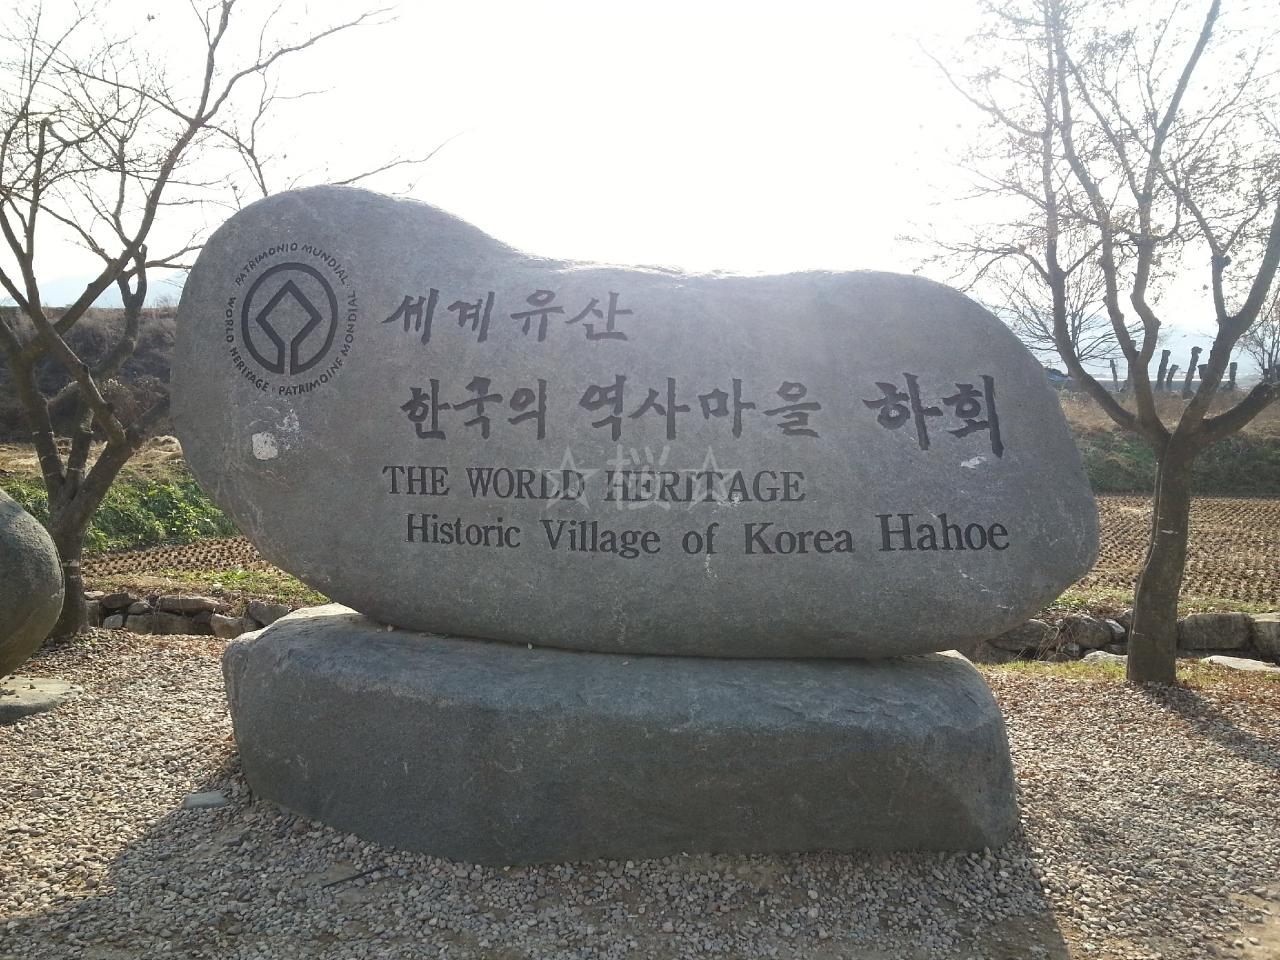 PATRIMONIO MUNDIAL · WORLD HERITAGE · PATRIMOINE MONDIAL
세계유산
한국의 역사마을 하회
THE WORLD HERITAGE
Historic Village of Korea Hahoe
☆桜☆